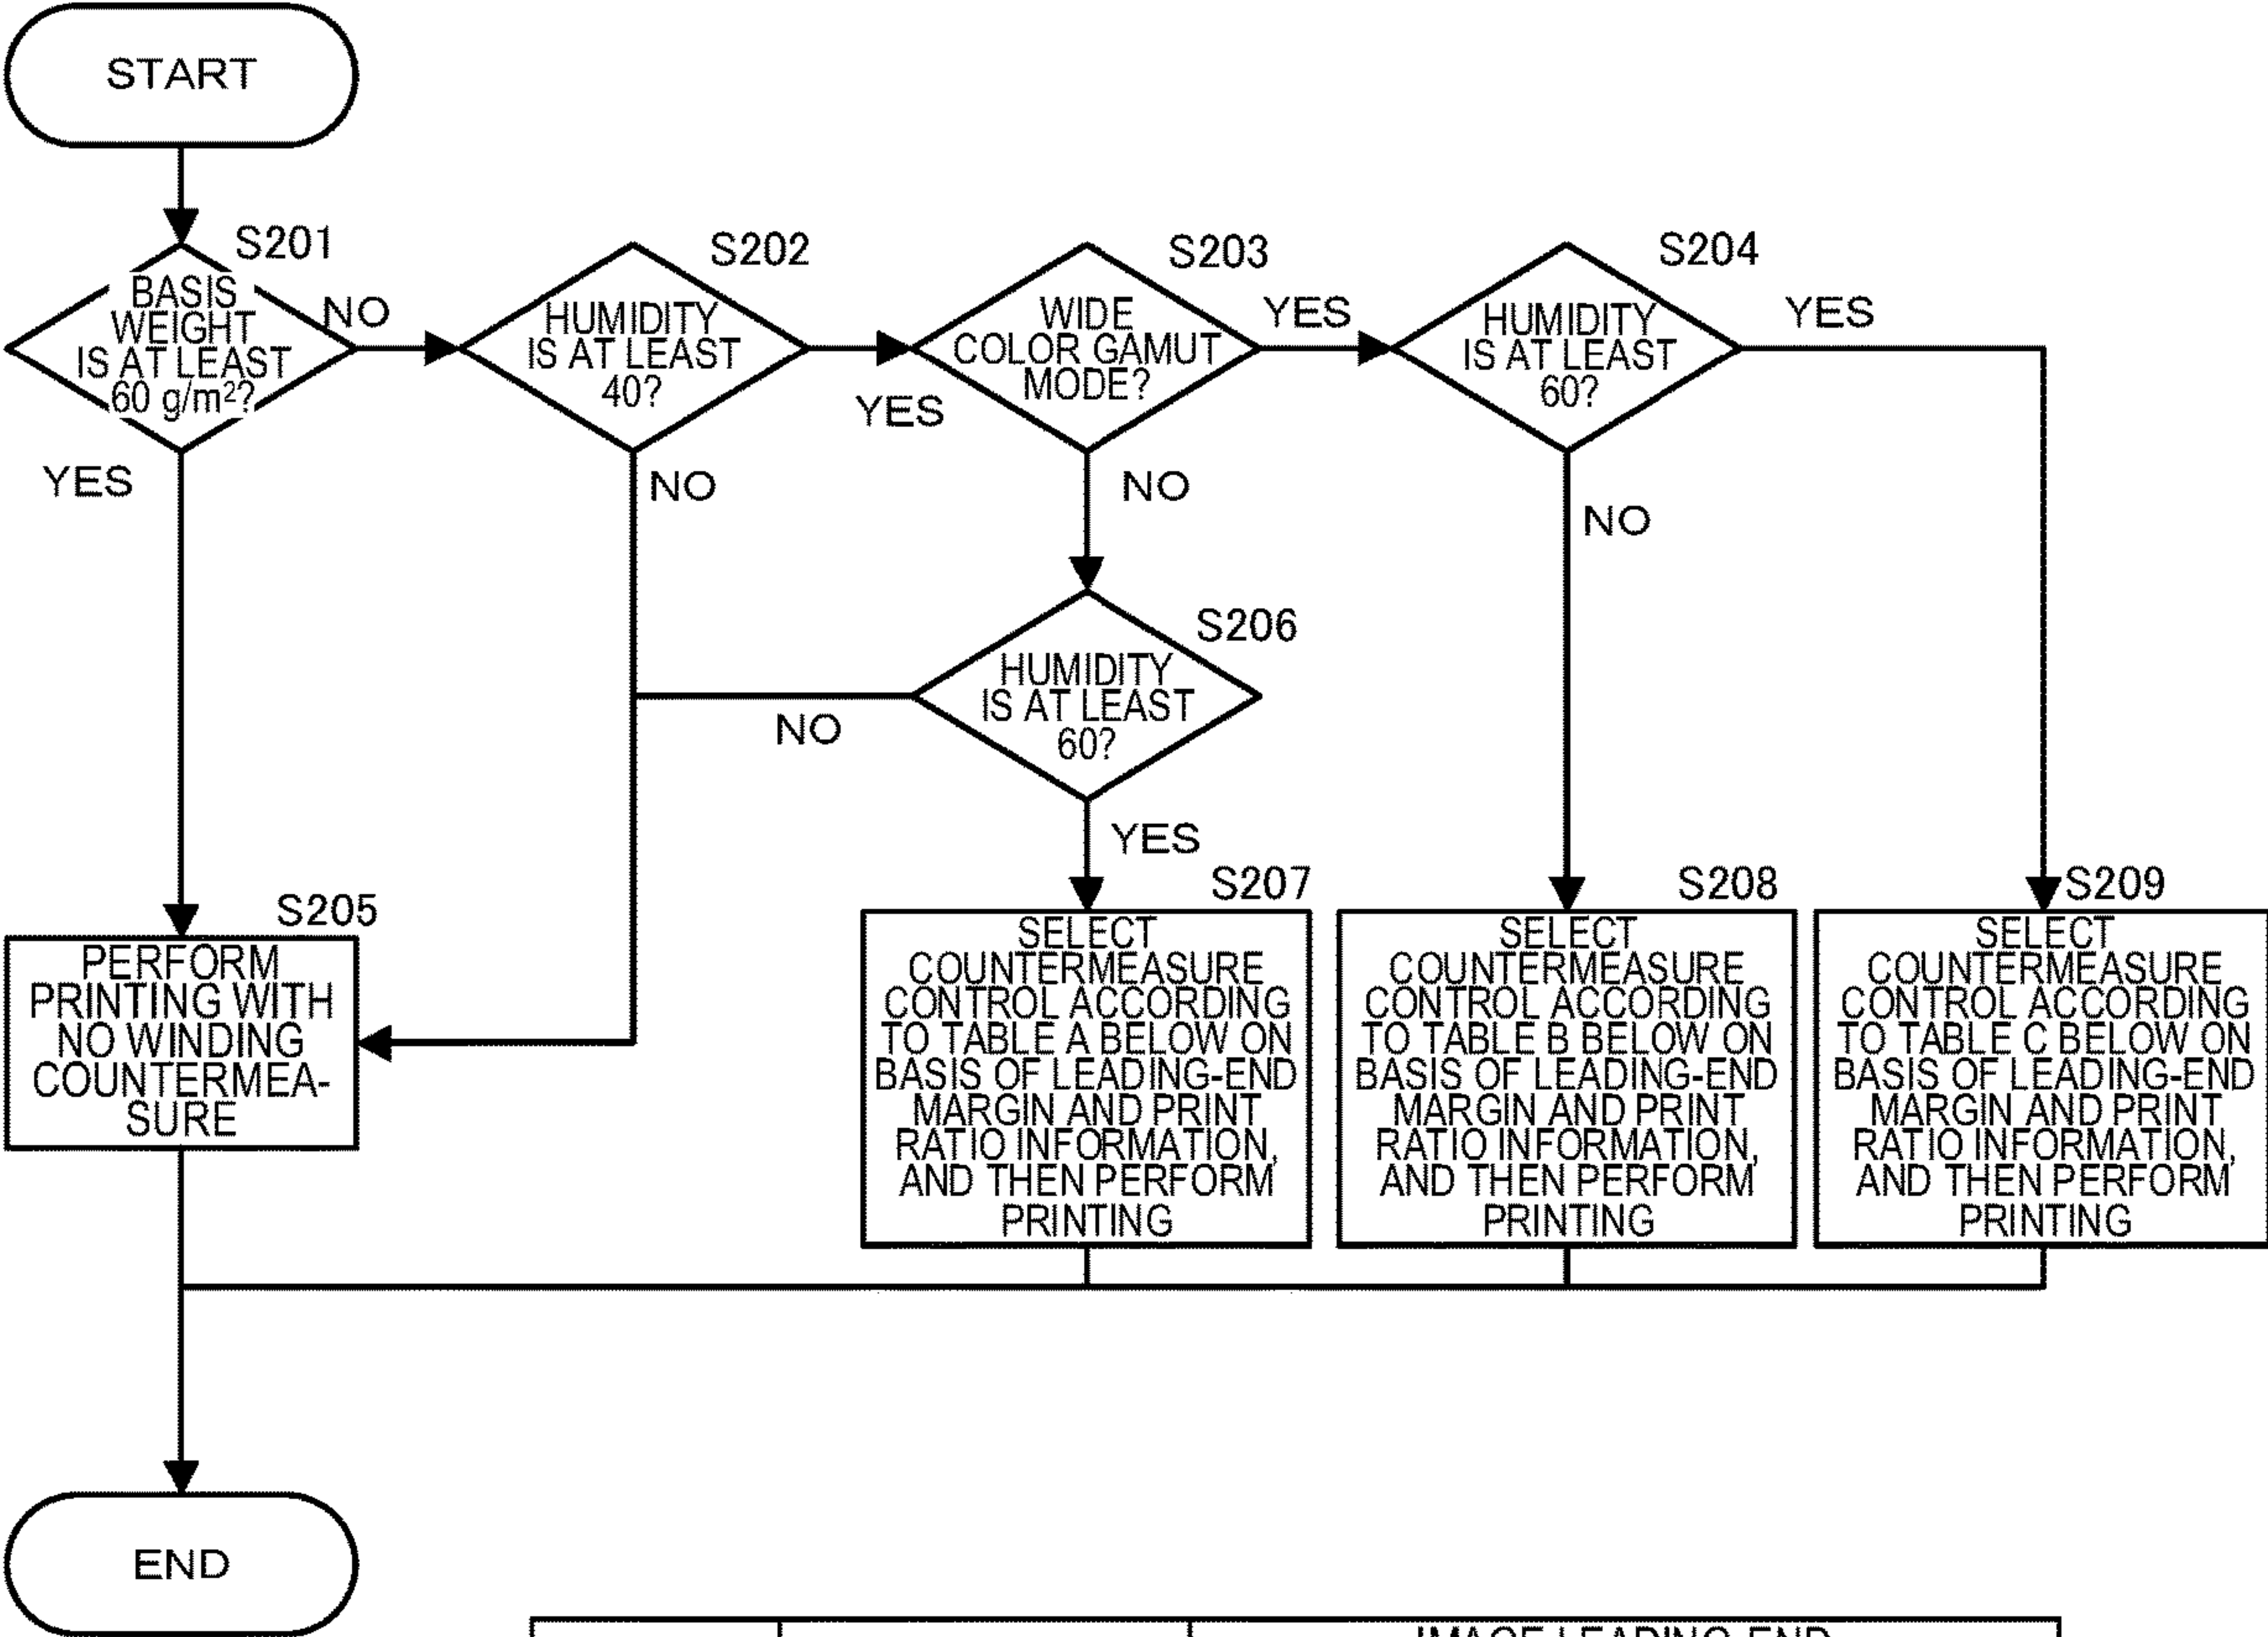 START
S201
BASIS
WEIGHT
IS AT LEAST
60 g/m²?
NO
YES
S202
HUMIDITY
IS AT LEAST
40?
YES
NO
S203
WIDE
COLOR GAMUT
MODE?
YES
NO
S204
HUMIDITY
IS AT LEAST
60?
YES
NO
S206
HUMIDITY
IS AT LEAST
60?
NO
YES
S205
PERFORM
PRINTING WITH
NO WINDING
COUNTERMEA-
SURE
S207
SELECT
COUNTERMEASURE
CONTROL ACCORDING
TO TABLE A BELOW ON
BASIS OF LEADING-END
MARGIN AND PRINT
RATIO INFORMATION,
AND THEN PERFORM
PRINTING
S208
SELECT
COUNTERMEASURE
CONTROL ACCORDING
TO TABLE B BELOW ON
BASIS OF LEADING-END
MARGIN AND PRINT
RATIO INFORMATION,
AND THEN PERFORM
PRINTING
S209
SELECT
COUNTERMEASURE
CONTROL ACCORDING
TO TABLE C BELOW ON
BASIS OF LEADING-END
MARGIN AND PRINT
RATIO INFORMATION,
AND THEN PERFORM
PRINTING
END
IMAGE LEADING-END